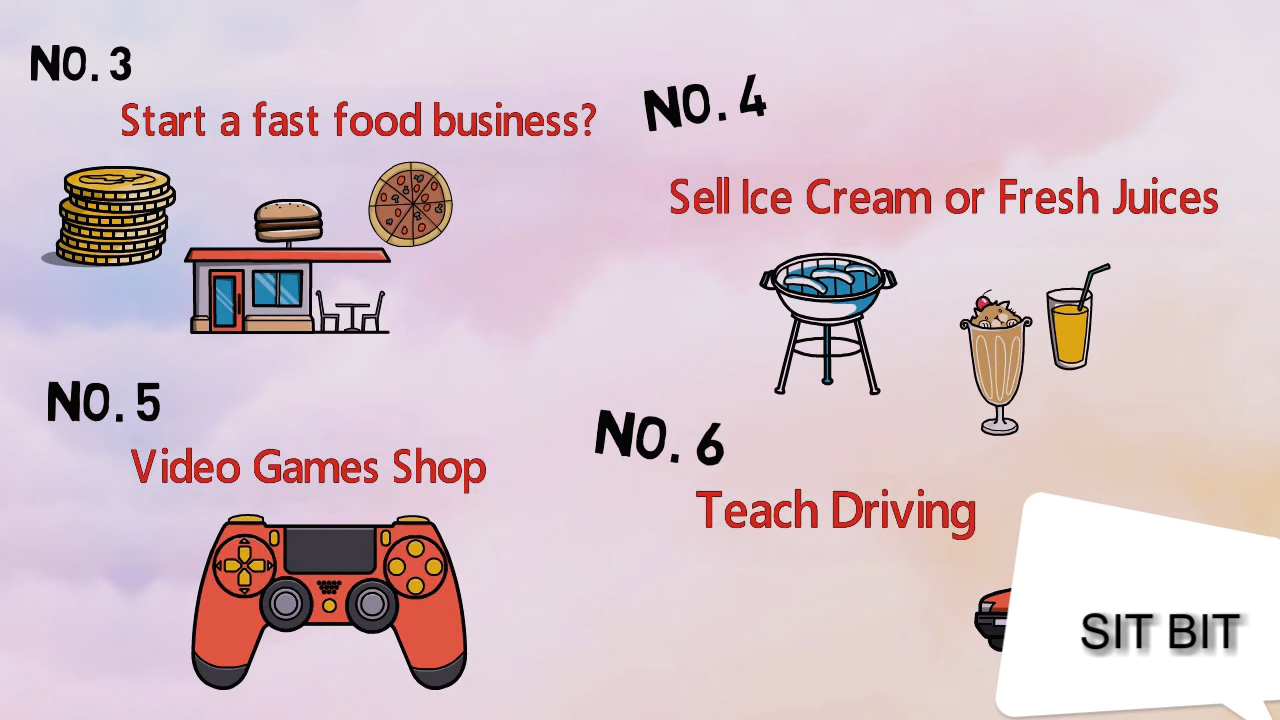 NO. 3
Start a fast food business?
NO. 4
Sell Ice Cream or Fresh Juices
NO. 5
Video Games Shop
NO. 6
Teach Driving
SIT BIT